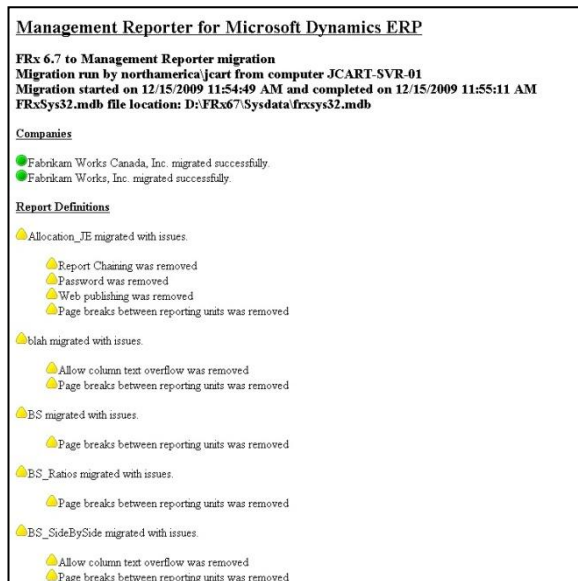 Management Reporter for Microsoft Dynamics ERP
FRx 6.7 to Management Reporter migration
Migration run by northamerica\jcart from computer JCART-SVR-01
Migration started on 12/15/2009 11:54:49 AM and completed on 12/15/2009 11:55:11 AM
FRxSys32.mdb file location: D:\FRx67\Sysdata\frxsys32.mdb
Companies
Fabrikam Works Canada, Inc. migrated successfully.
Fabrikam Works, Inc. migrated successfully.
Report Definitions
Allocation_JE migrated with issues.
Report Chaining was removed
Password was removed
Web publishing was removed
Page breaks between reporting units was removed
blah migrated with issues.
Allow column text overflow was removed
Page breaks between reporting units was removed
BS migrated with issues.
Page breaks between reporting units was removed
BS_Ratios migrated with issues.
Page breaks between reporting units was removed
BS_SideBySide migrated with issues.
Allow column text overflow was removed
Page breaks between reporting units was removed